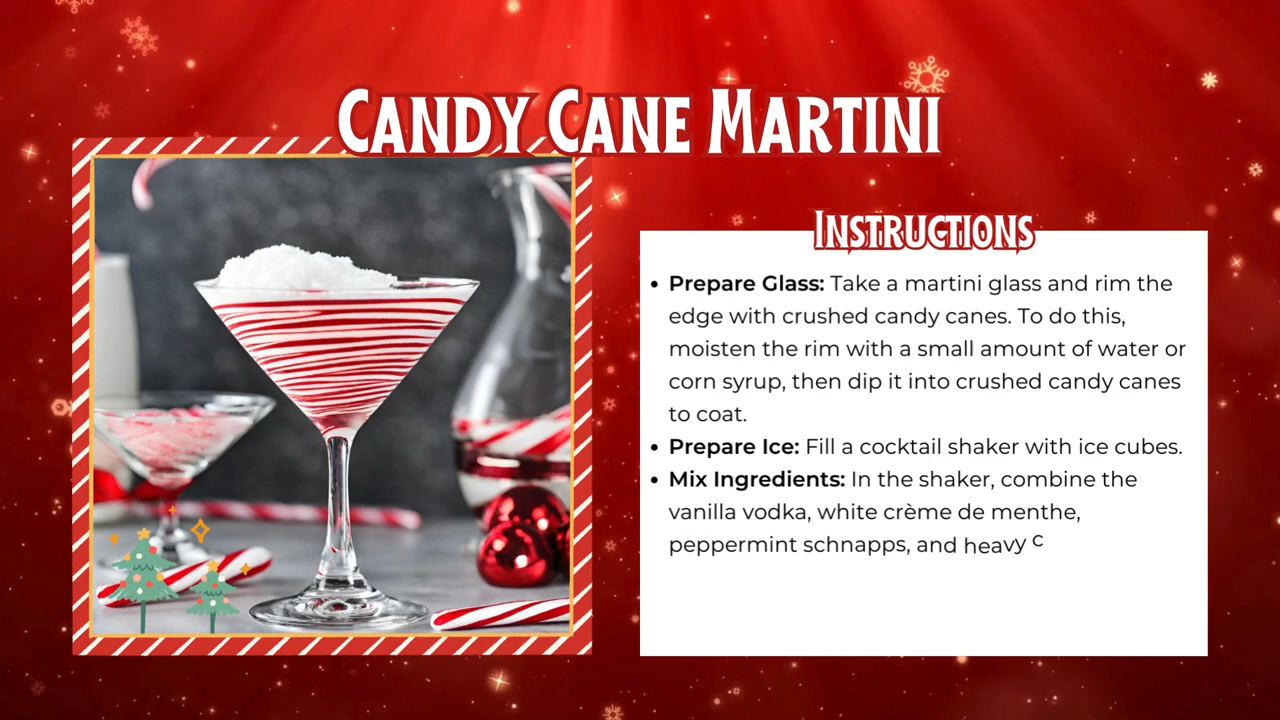 Candy Cane Martini
Instructions
• Prepare Glass: Take a martini glass and rim the
edge with crushed candy canes. To do this,
moisten the rim with a small amount of water or
corn syrup, then dip it into crushed candy canes
to coat.
• Prepare Ice: Fill a cocktail shaker with ice cubes.
• Mix Ingredients: In the shaker, combine the
vanilla vodka, white crème de menthe,
peppermint schnapps, and heavy c